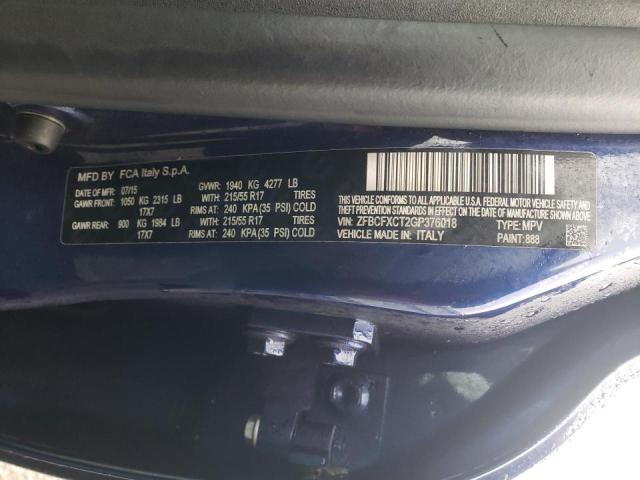 MFD BY FCA Italy S.p.A.
DATE OF MFR: 07/15 GVWR: 1940 KG 4277 LB
GAWR FRONT: 1050 KG 2315 LB WITH: 215/55 R17 TIRES
17X7 RIMS AT: 240 KPA(35 PSI) COLD
GAWR REAR: 900 KG 1984 LB WITH: 215/55 R17 TIRES
17X7 RIMS AT: 240 KPA(35 PSI) COLD
THIS VEHICLE CONFORMS TO ALL APPLICABLE U.S.A. FEDERAL MOTOR VEHICLE
SAFETY, BUMPER, AND THEFT PREVENTION STANDARDS IN EFFECT ON THE DATE OF MANUFACTURE SHOWN ABOVE
VIN: ZFBCFXCT2GP376018 TYPE: MPV
VEHICLE MADE IN: ITALY PAINT: 888